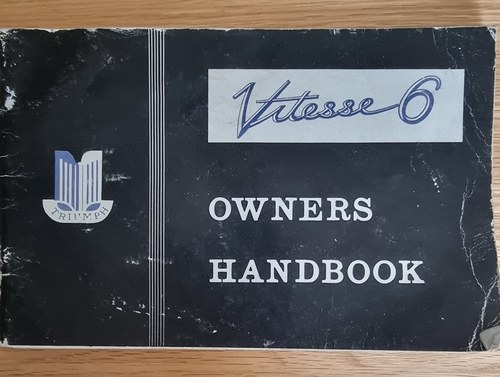 Vitesse 6
TRIUMPH
OWNERS
HANDBOOK